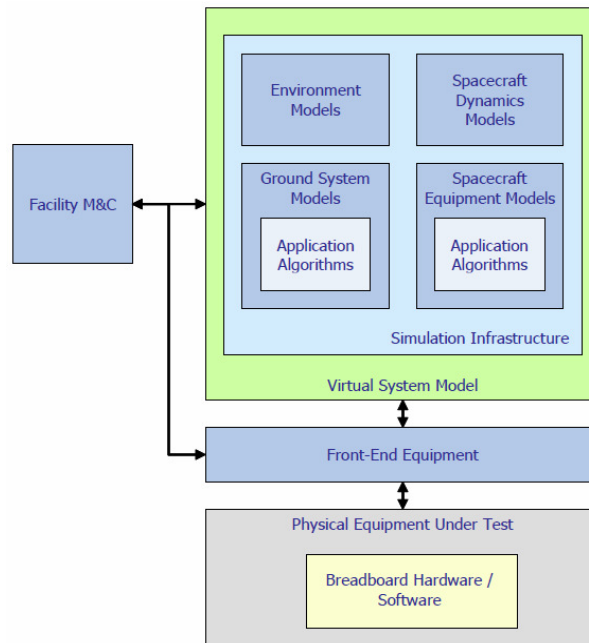 Environment
Models
Spacecraft
Dynamics
Models
Facility M&C
Ground System
Models
Application
Algorithms
Spacecraft
Equipment Models
Application
Algorithms
Simulation Infrastructure
Virtual System Model
Front-End Equipment
Physical Equipment Under Test
Breadboard Hardware /
Software